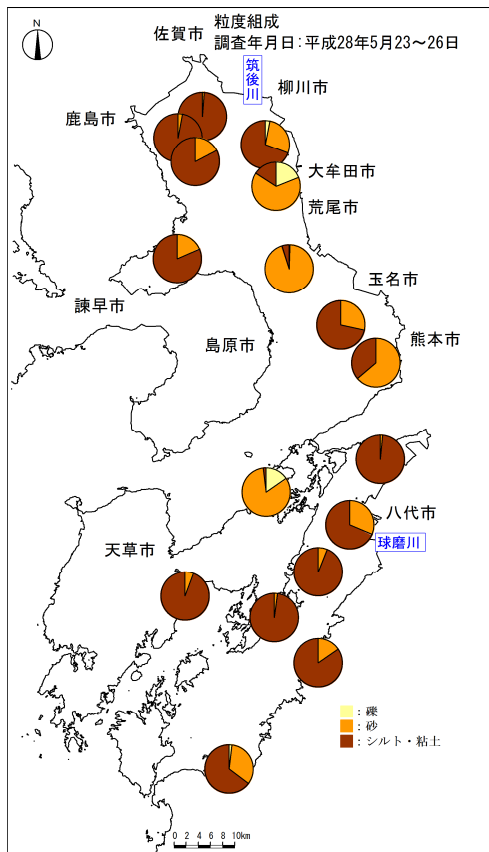 粒度組成
調査年月日:平成28年5月23~26日
N
佐賀市
筑後川
柳川市
鹿島市
大牟田市
荒尾市
玉名市
諫早市
島原市
熊本市
八代市
球磨川
天草市
:礫
:砂
:シルト・粘土
0 2 4 6 8 10km